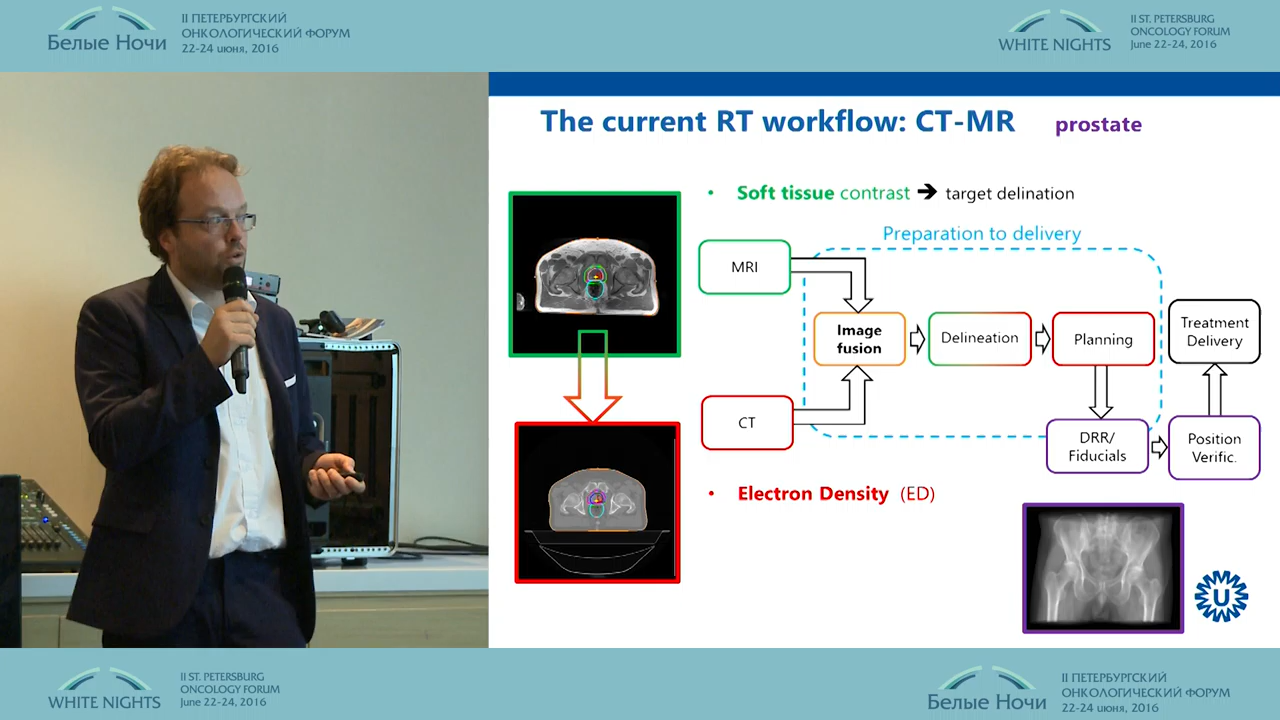 II ПЕТЕРБУРГСКИЙ
ОНКОЛОГИЧЕСКИЙ ФОРУМ
Белые Ночи
22-24 июня, 2016
II ST. PETERSBURG
ONCOLOGY FORUM
WHITE NIGHTS
June 22-24, 2016
The current RT workflow: CT-MR prostate
• Soft tissue contrast ➔ target delination
Preparation to delivery
MRI
Image
fusion
Delineation
Planning
Treatment
Delivery
CT
DRR/
Fiducials
Position
Verific.
• Electron Density (ED)
U
II ST. PETERSBURG
ONCOLOGY FORUM
WHITE NIGHTS
June 22-24, 2016
II ПЕТЕРБУРГСКИЙ
ОНКОЛОГИЧЕСКИЙ ФОРУМ
Белые Ночи
22-24 июня, 2016